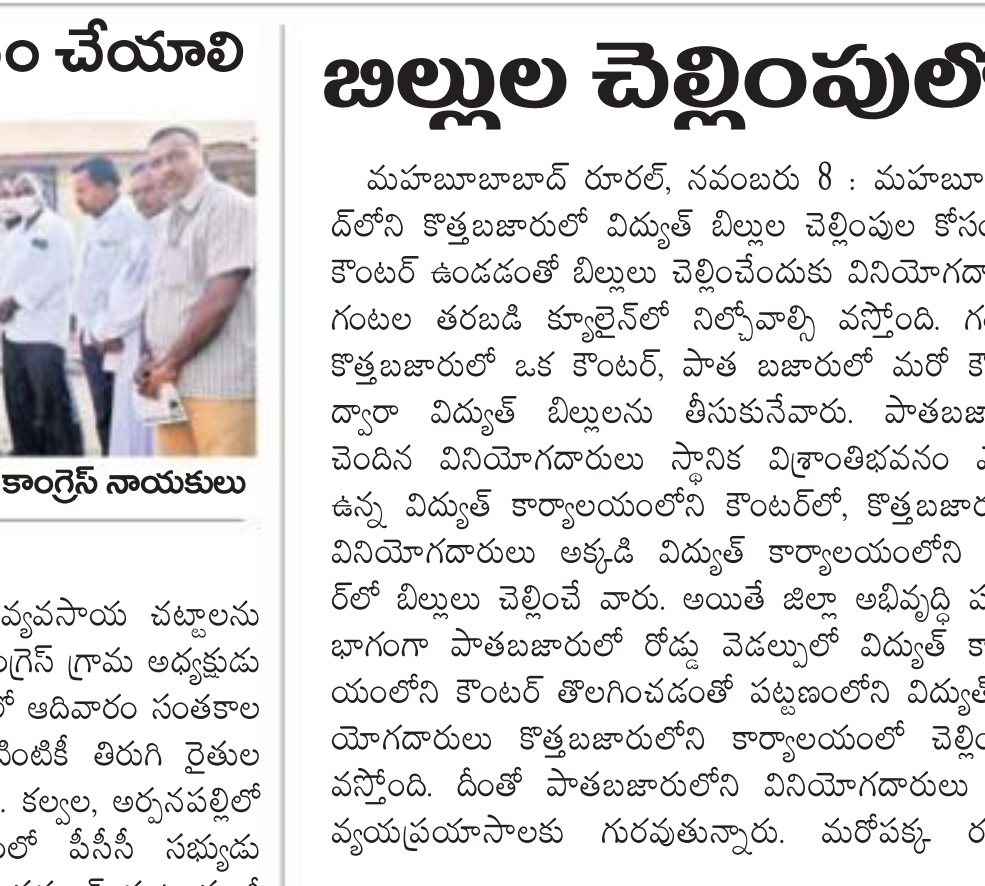 చేయాలి
కాంగ్రెస్ నాయకులు
వ్యవసాయ చట్టాలను
గ్రామ అధ్యక్షుడు
ఆదివారం సంతకాల
తిరుగి రైతుల
కల్వల, అర్పనపల్లిలో
పీసీసీ సభ్యుడు
బిల్లుల చెల్లింపులో
మహబూబాబాద్ రూరల్, నవంబరు 8 : మహబూ
ద్‌లోని కొత్తబజారులో విద్యుత్ బిల్లుల చెల్లింపుల కోసం
కౌంటర్ ఉండడంతో బిల్లులు చెల్లించేందుకు వినియోగదా
గంటల తరబడి క్యూలైన్‌లో నిల్చోవాల్సి వస్తోంది.
కొత్తబజారులో ఒక కౌంటర్, పాత బజారులో మరో కౌ
ద్వారా విద్యుత్ బిల్లులను తీసుకునేవారు. పాతబజా
చెందిన వినియోగదారులు స్థానిక విశ్రాంతిభవనం
ఉన్న విద్యుత్ కార్యాలయంలోని కౌంటర్‌లో, కొత్తబజార
వినియోగదారులు అక్కడి విద్యుత్ కార్యాలయంలోని
ర్‌లో బిల్లులు చెల్లించే వారు. అయితే జిల్లా అభివృద్ధి
భాగంగా పాతబజారులో రోడ్డు వెడల్పులో విద్యుత్ కా
యంలోని కౌంటర్ తొలగించడంతో పట్టణంలోని విద్యుత్
యోగదారులు కొత్తబజారులోని కార్యాలయంలో చెల్లిం
వస్తోంది. దీంతో పాతబజారులోని వినియోగదారులు
వ్యయప్రయాసాలకు గురవుతున్నారు. మరోపక్క